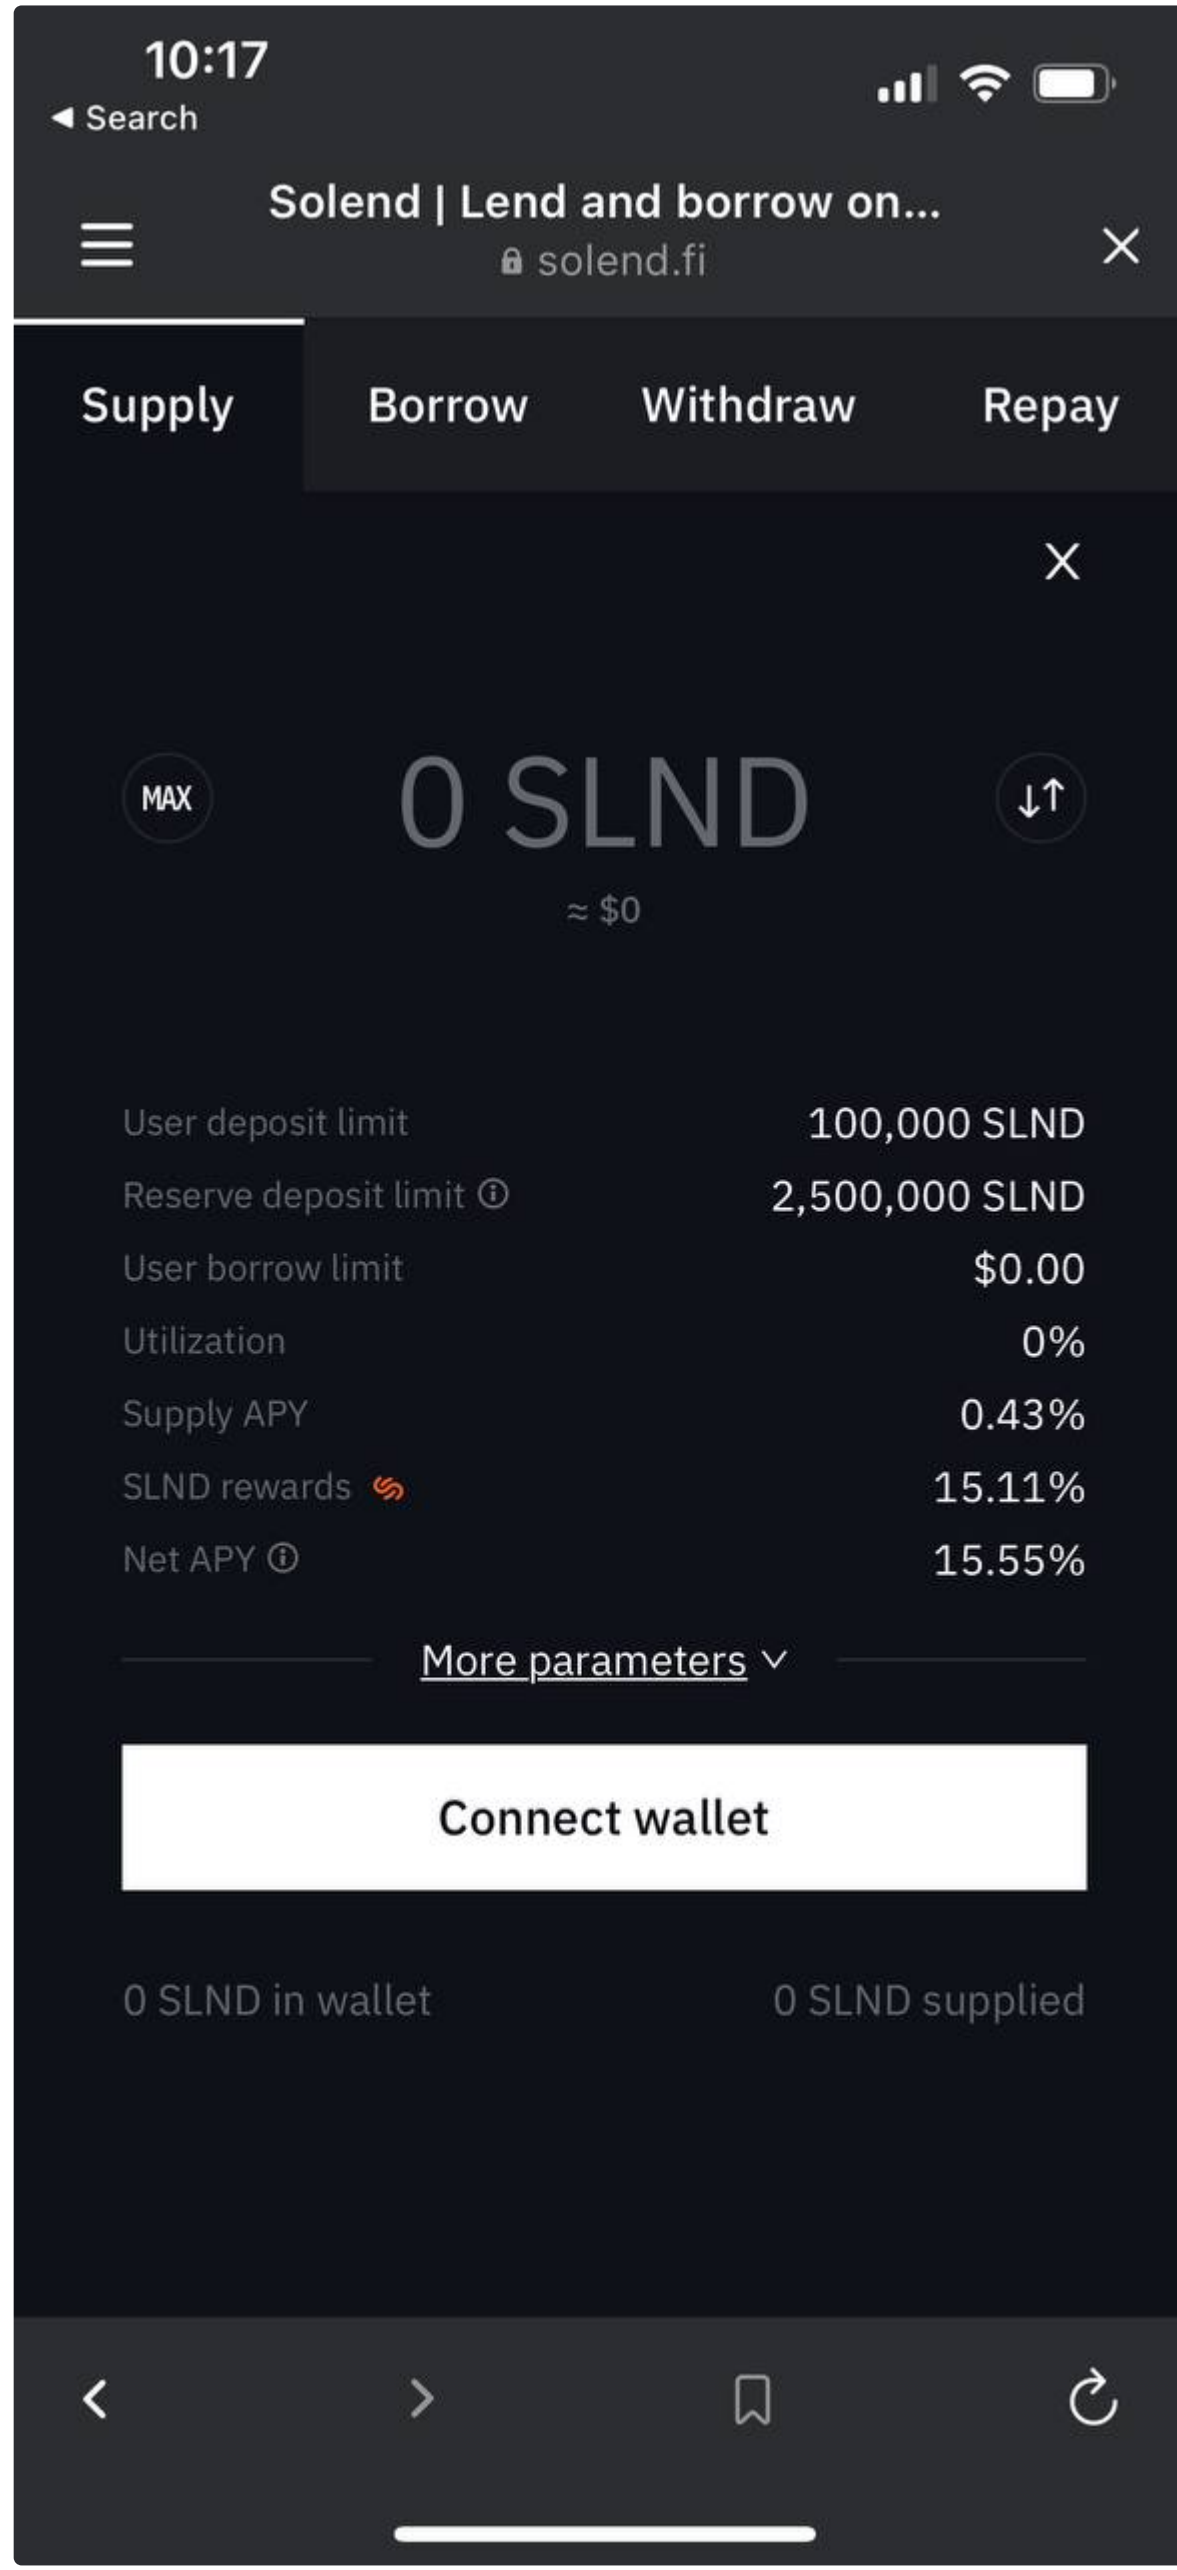 10:17
◀ Search
Solend | Lend and borrow on...
solend.fi
Supply Borrow Withdraw Repay
X
MAX 0 SLND ↓↑
≈ $0
User deposit limit 100,000 SLND
Reserve deposit limit 2,500,000 SLND
User borrow limit $0.00
Utilization 0%
Supply APY 0.43%
SLND rewards 15.11%
Net APY 15.55%
More parameters
Connect wallet
0 SLND in wallet 0 SLND supplied